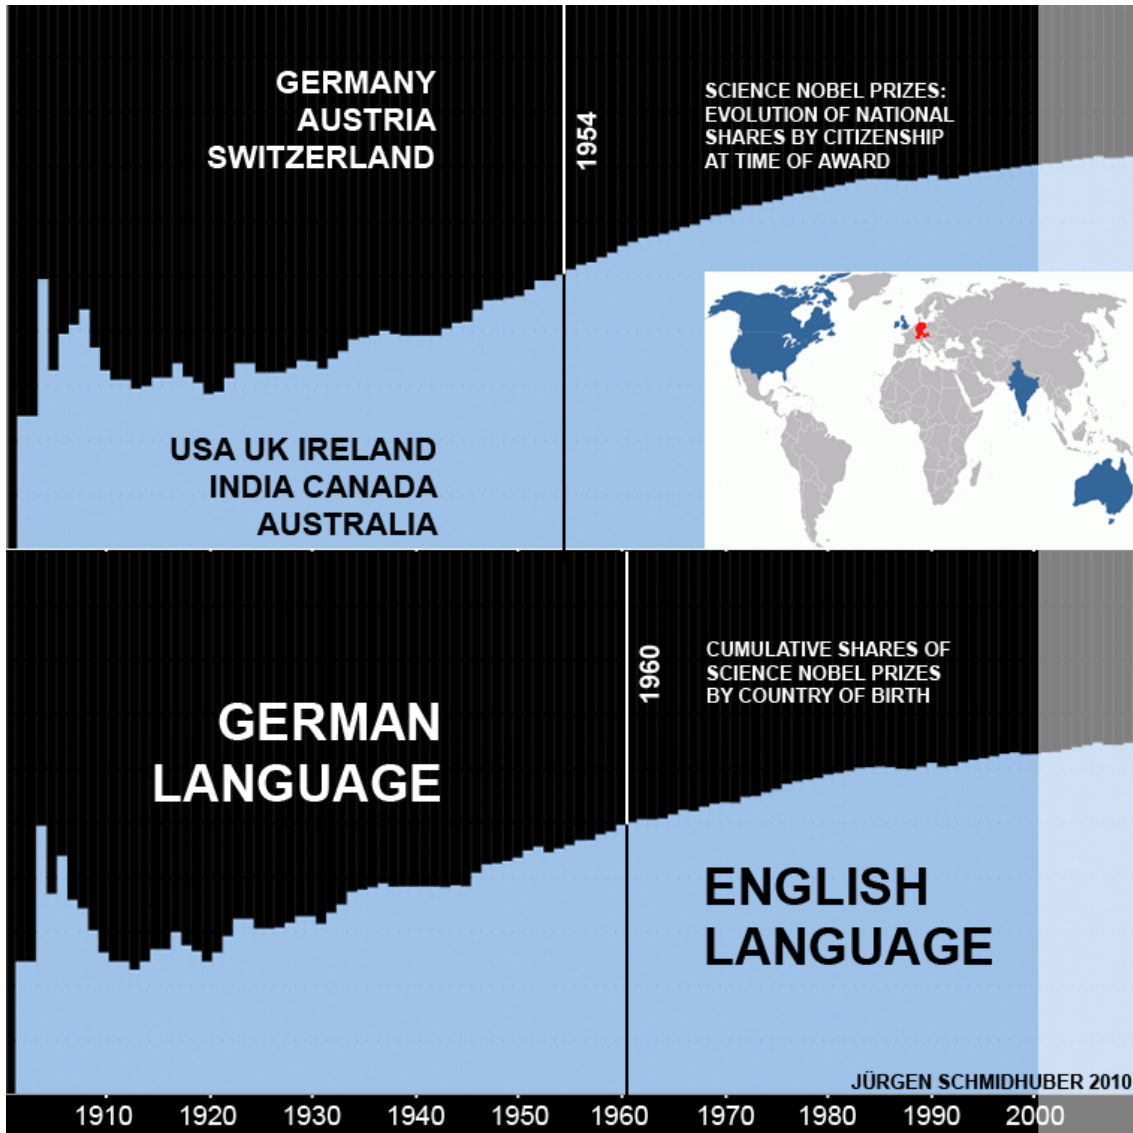 GERMANY
AUSTRIA
SWITZERLAND
1954
SCIENCE NOBEL PRIZES:
EVOLUTION OF NATIONAL
SHARES BY CITIZENSHIP
AT TIME OF AWARD
USA UK IRELAND
INDIA CANADA
AUSTRALIA
1960
CUMULATIVE SHARES OF
SCIENCE NOBEL PRIZES
BY COUNTRY OF BIRTH
GERMAN
LANGUAGE
ENGLISH
LANGUAGE
JÜRGEN SCHMIDHUBER 2010
1910 1920 1930 1940 1950 1960 1970 1980 1990 2000